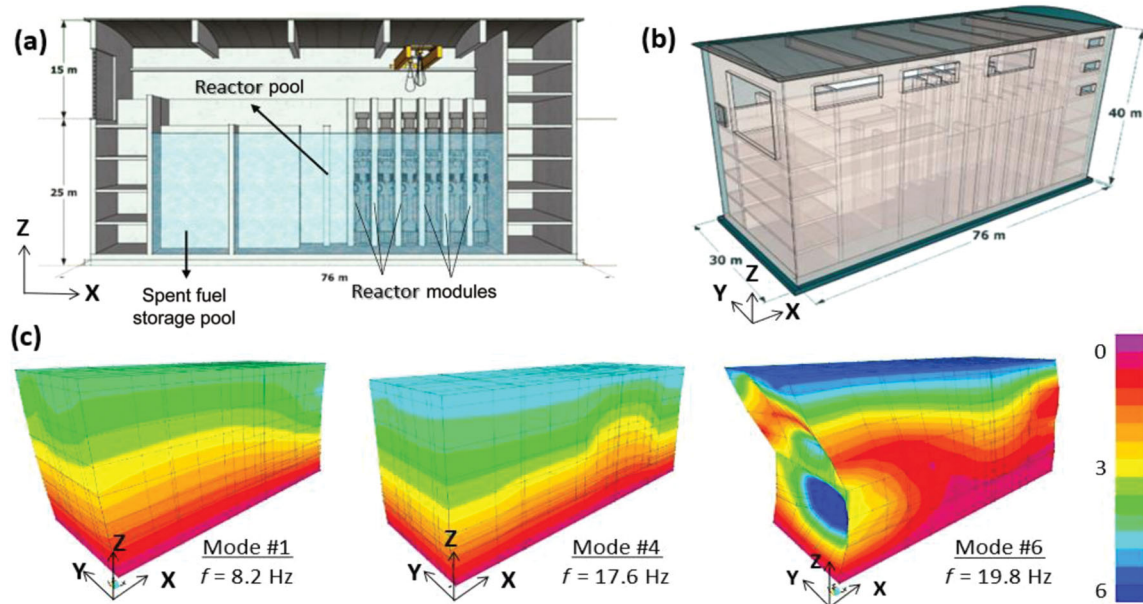 (a)
15 m
Reactor pool
25 m
Z
X
76 m
Spent fuel
storage pool
Reactor modules
(b)
40 m
76 m
30 m
Z
Y
X
(c)
Z
Y
X
Mode #1
f = 8.2 Hz
Z
Y
X
Mode #4
f = 17.6 Hz
Z
Y
X
Mode #6
f = 19.8 Hz
0
3
6